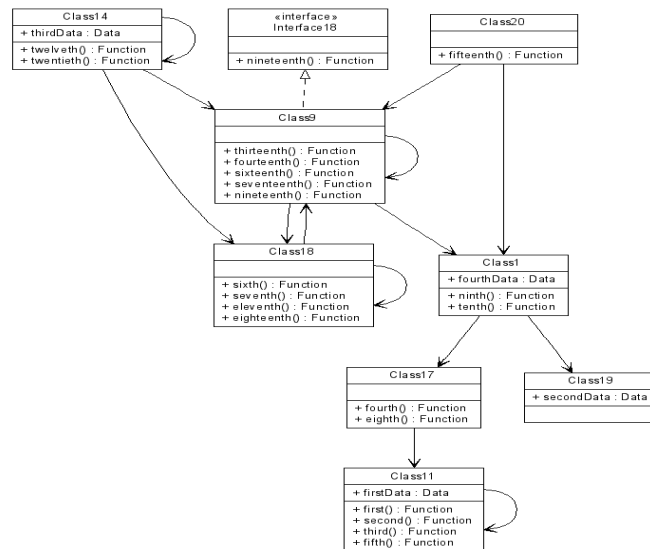 Class14
+ thirdData : Data
+ twelveth() : Function
+ twentieth() : Function
«interface»
Interface18
+ nineteenth() : Function
Class20
+ fifteenth() : Function
Class9
+ thirteenth() : Function
+ fourteenth() : Function
+ sixteenth() : Function
+ seventeenth() : Function
+ nineteenth() : Function
Class18
+ sixth() : Function
+ seventh() : Function
+ eleventh() : Function
+ eighteenth() : Function
Class1
+ fourthData : Data
+ ninth() : Function
+ tenth() : Function
Class17
+ fourth() : Function
+ eighth() : Function
Class19
+ secondData : Data
Class11
+ firstData : Data
+ first() : Function
+ second() : Function
+ third() : Function
+ fifth() : Function